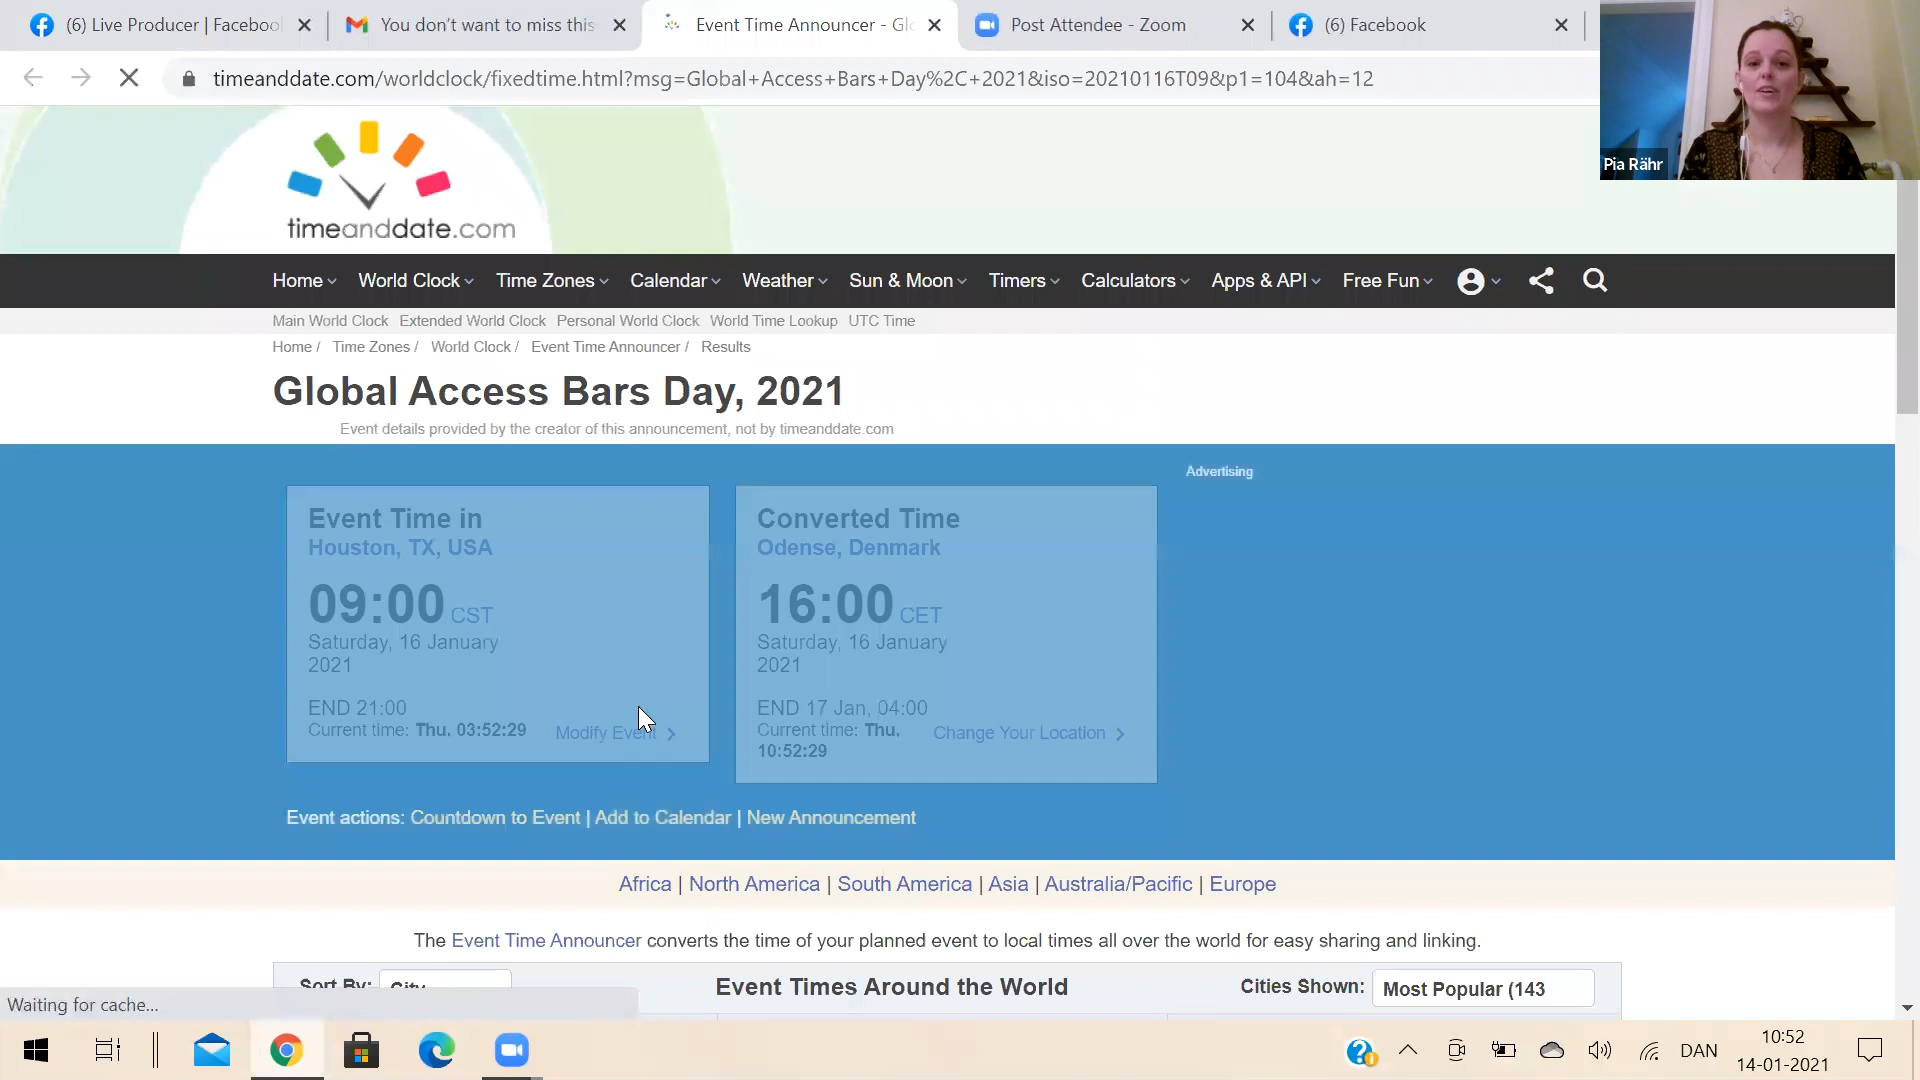 (6) Live Producer | Facebool
You don't want to miss this
Event Time Announcer - Glo
Post Attendee - Zoom
(6) Facebook
timeanddate.com/worldclock/fixedtime.html?msg=Global+Access+Bars+Day%2C+2021&iso=20210116T09&p1=104&ah=12
Pia Rähr
timeanddate.com
Home World Clock Time Zones Calendar Weather Sun & Moon Timers Calculators Apps & API Free Fun
Main World Clock Extended World Clock Personal World Clock World Time Lookup UTC Time
Home / Time Zones / World Clock / Event Time Announcer / Results
Global Access Bars Day, 2021
Event details provided by the creator of this announcement, not by timeanddate.com
Advertising
Event Time in
Houston, TX, USA
09:00 CST
Saturday, 16 January
2021
END 21:00
Current time: Thu, 03:52:29
Modify Event
Converted Time
Odense, Denmark
16:00 CET
Saturday, 16 January
2021
END 17 Jan, 04:00
Current time: Thu,
10:52:29
Change Your Location
Event actions: Countdown to Event | Add to Calendar | New Announcement
Africa | North America | South America | Asia | Australia/Pacific | Europe
The Event Time Announcer converts the time of your planned event to local times all over the world for easy sharing and linking.
Sort By: City
Event Times Around the World
Cities Shown: Most Popular (143
Waiting for cache...
DAN
10:52
14-01-2021